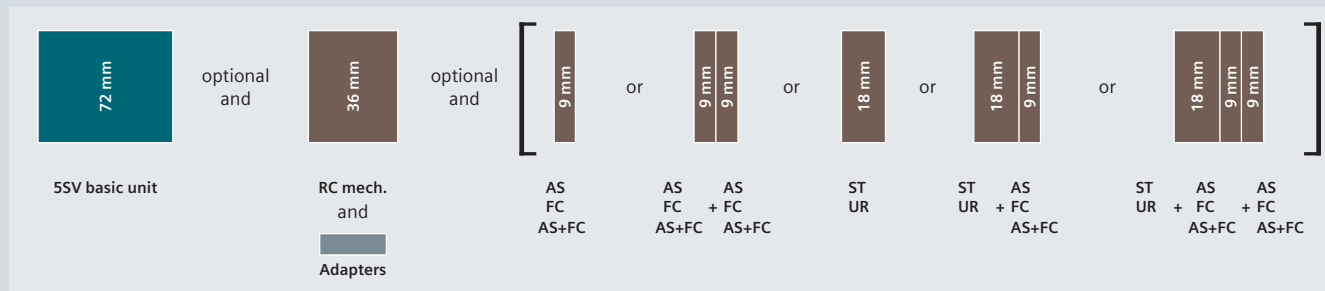 72 mm
optional
and
36 mm
optional
and
9 mm
or
9 mm
9 mm
or
18 mm
or
18 mm
9 mm
or
18 mm
9 mm
9 mm
5SV basic unit
RC mech.
and
Adapters
AS
FC
AS+FC
AS AS
FC + FC
AS+FC AS+FC
ST
UR
ST AS
UR + FC
AS+FC
ST AS AS
UR + FC + FC
AS+FC AS+FC